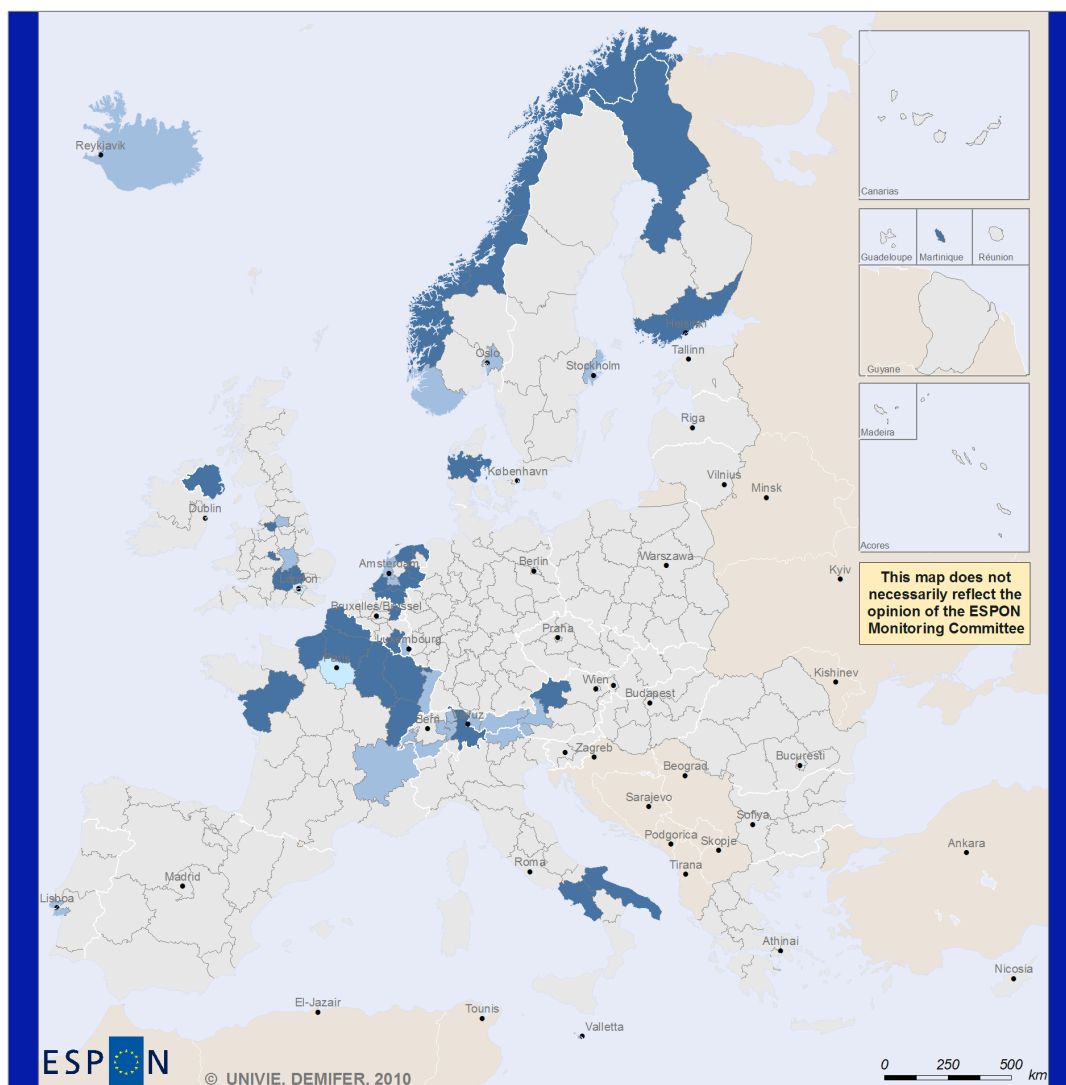 Reykjavik
Canarias
Guadeloupe
Martinique
Réunion
Guyane
Helsinki
Oslo
Tallinn
Stockholm
Madeira
Riga
København
Vilnius
Minsk
Dublin
Acores
Warszawa
Amsterdam
Berlin
Kyiv
London
This map does not
necessarily reflect the
opinion of the ESPON
Monitoring Committee
Bruxelles/Brussel
Luxembourg
Praha
Paris
Kishinev
Wien
Budapest
Bern
Zagreb
Bucuresti
Beograd
Sarajevo
Sofiya
Podgorica
Skopje
Ankara
Roma
Tirana
Madrid
Lisboa
Athinai
Nicosia
El-Jazair
Tounis
Valletta
ESPON
© UNIVIE, DEMIFER, 2010
0 250 500
km